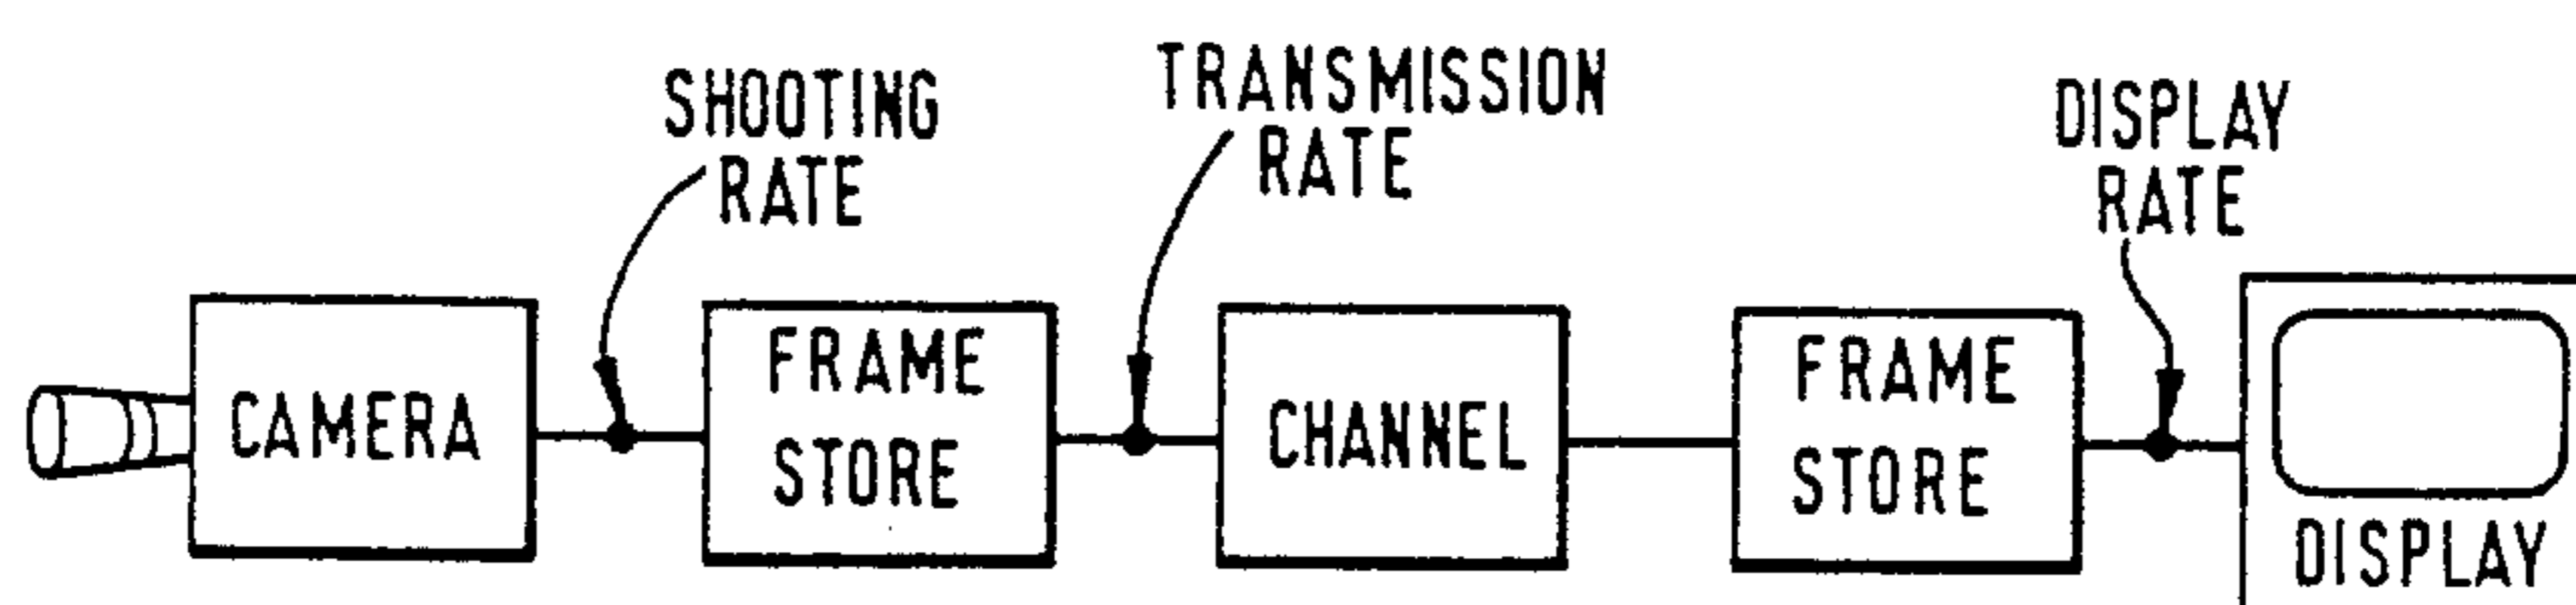 SHOOTING
RATE
TRANSMISSION
RATE
DISPLAY
RATE
CAMERA
FRAME
STORE
CHANNEL
FRAME
STORE
DISPLAY